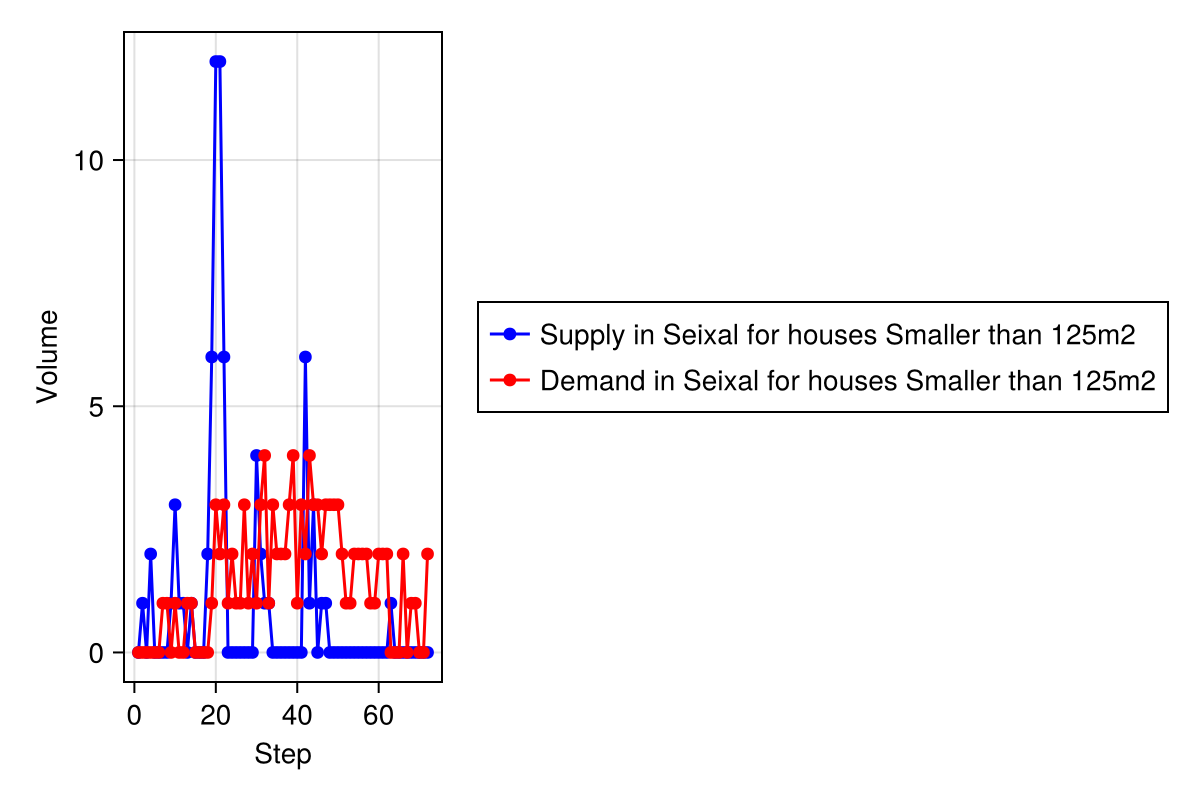 Volume
10
5
0
0 20 40 60
Step
Supply in Seixal for houses Smaller than 125m2
Demand in Seixal for houses Smaller than 125m2